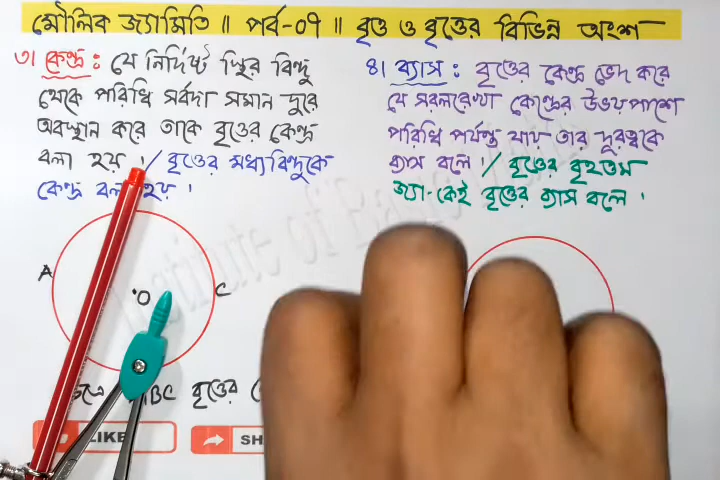 মৌলিক জ্যামিতি ॥ পর্ব-০৭ ॥ বৃত্ত ও বৃত্তের বিভিন্ন অংশ
৩। কেন্দ্র : যে নির্দিষ্ট স্থির বিন্দু
থেকে পরিধি সর্বদা সমান দুরে
অবস্থান করে তাকে বৃত্তের কেন্দ্র
বলা হয় ।/ বৃত্তের মধ্যবিন্দুকে
কেন্দ্র বলা হয় ।
৪। ব্যাস : বৃত্তের কেন্দ্র ভেদ করে
যে সরলরেখা কেন্দ্রের উভয়পাশে
পরিধি পর্যন্ত যায় তার দূরত্বকে
ব্যাস বলে ।/ বৃত্তের বৃহত্তম
জ্যা-কেই বৃত্তের ব্যাস বলে ।
A
O
C
BC বৃত্তের
LIKE
SH